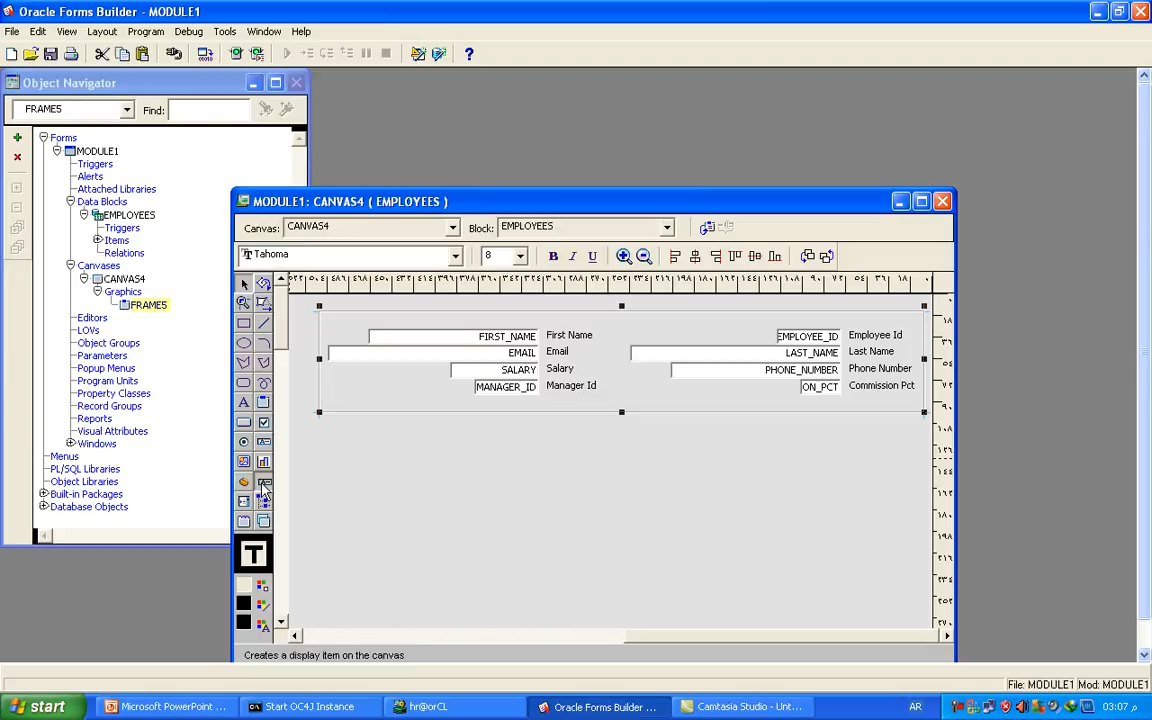 Oracle Forms Builder - MODULE1
File Edit View Layout Program Debug Tools Window Help
Object Navigator
FRAME5
Find:
Forms
MODULE1
Triggers
Alerts
Attached Libraries
Data Blocks
EMPLOYEES
Triggers
Items
Relations
Canvases
CANVAS4
Graphics
FRAME5
Editors
LOVs
Object Groups
Parameters
Popup Menus
Program Units
Property Classes
Record Groups
Reports
Visual Attributes
Windows
Menus
PL/SQL Libraries
Object Libraries
Built-in Packages
Database Objects
MODULE1: CANVAS4 ( EMPLOYEES )
Canvas: CANVAS4 Block: EMPLOYEES
Tahoma 8 B I U
FIRST_NAME First Name EMPLOYEE_ID Employee Id
EMAIL Email LAST_NAME Last Name
SALARY Salary PHONE_NUMBER Phone Number
MANAGER_ID Manager Id ON_PCT Commission Pct
Creates a display item on the canvas
File: MODULE1 Mod: MODULE1
start Microsoft PowerPoint ... Start OC4J Instance hr@orCL Oracle Forms Builder ... Camtasia Studio - Unt... AR 03:07 م